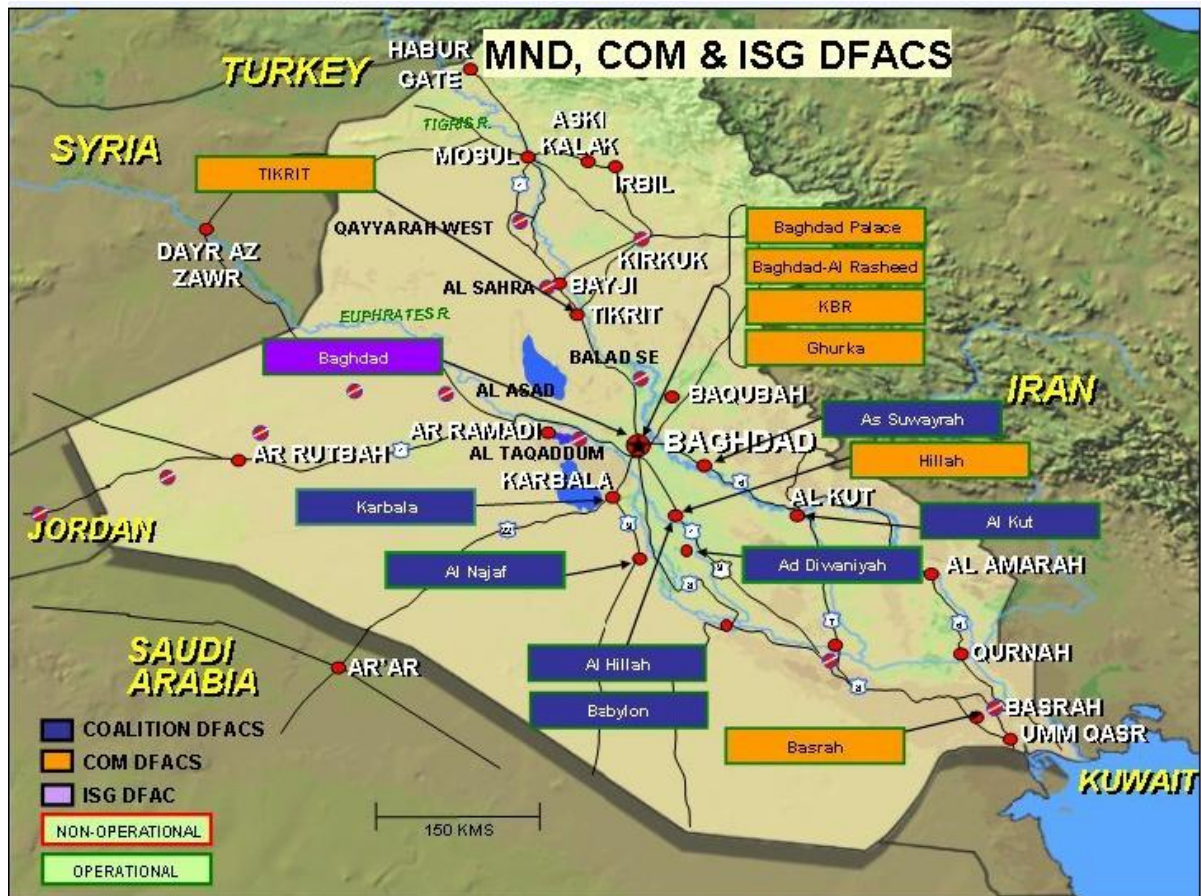 MND, COM & ISG DFACS
HABUR
GATE
TURKEY
SYRIA
TIGRIS R.
ASKI
KALAK
MOSUL
IRBIL
TIKRIT
QAYYARAH WEST
KIRKUK
DAYR AZ
ZAWR
AL SAHRA
BAYJI
TIKRIT
EUPHRATES R.
Baghdad Palace
Baghdad-Al Rasheed
KBR
Ghurka
Baghdad
BALAD SE
AL ASAD
BAQUBAH
IRAN
As Suwayrah
AR RAMADI
BAGHDAD
AR RUTBAH
AL TAQADDUM
Hillah
KARBALA
Karbala
AL KUT
Al Kut
JORDAN
22
9
8
Al Najaf
Ad Diwaniyah
AL AMARAH
SAUDI
ARABIA
AR'AR
Al Hillah
Babylon
QURNAH
8
BASRAH
Basrah
UMM QASR
KUWAIT
COALITION DFACS
COM DFACS
ISG DFAC
NON-OPERATIONAL
OPERATIONAL
150 KMS